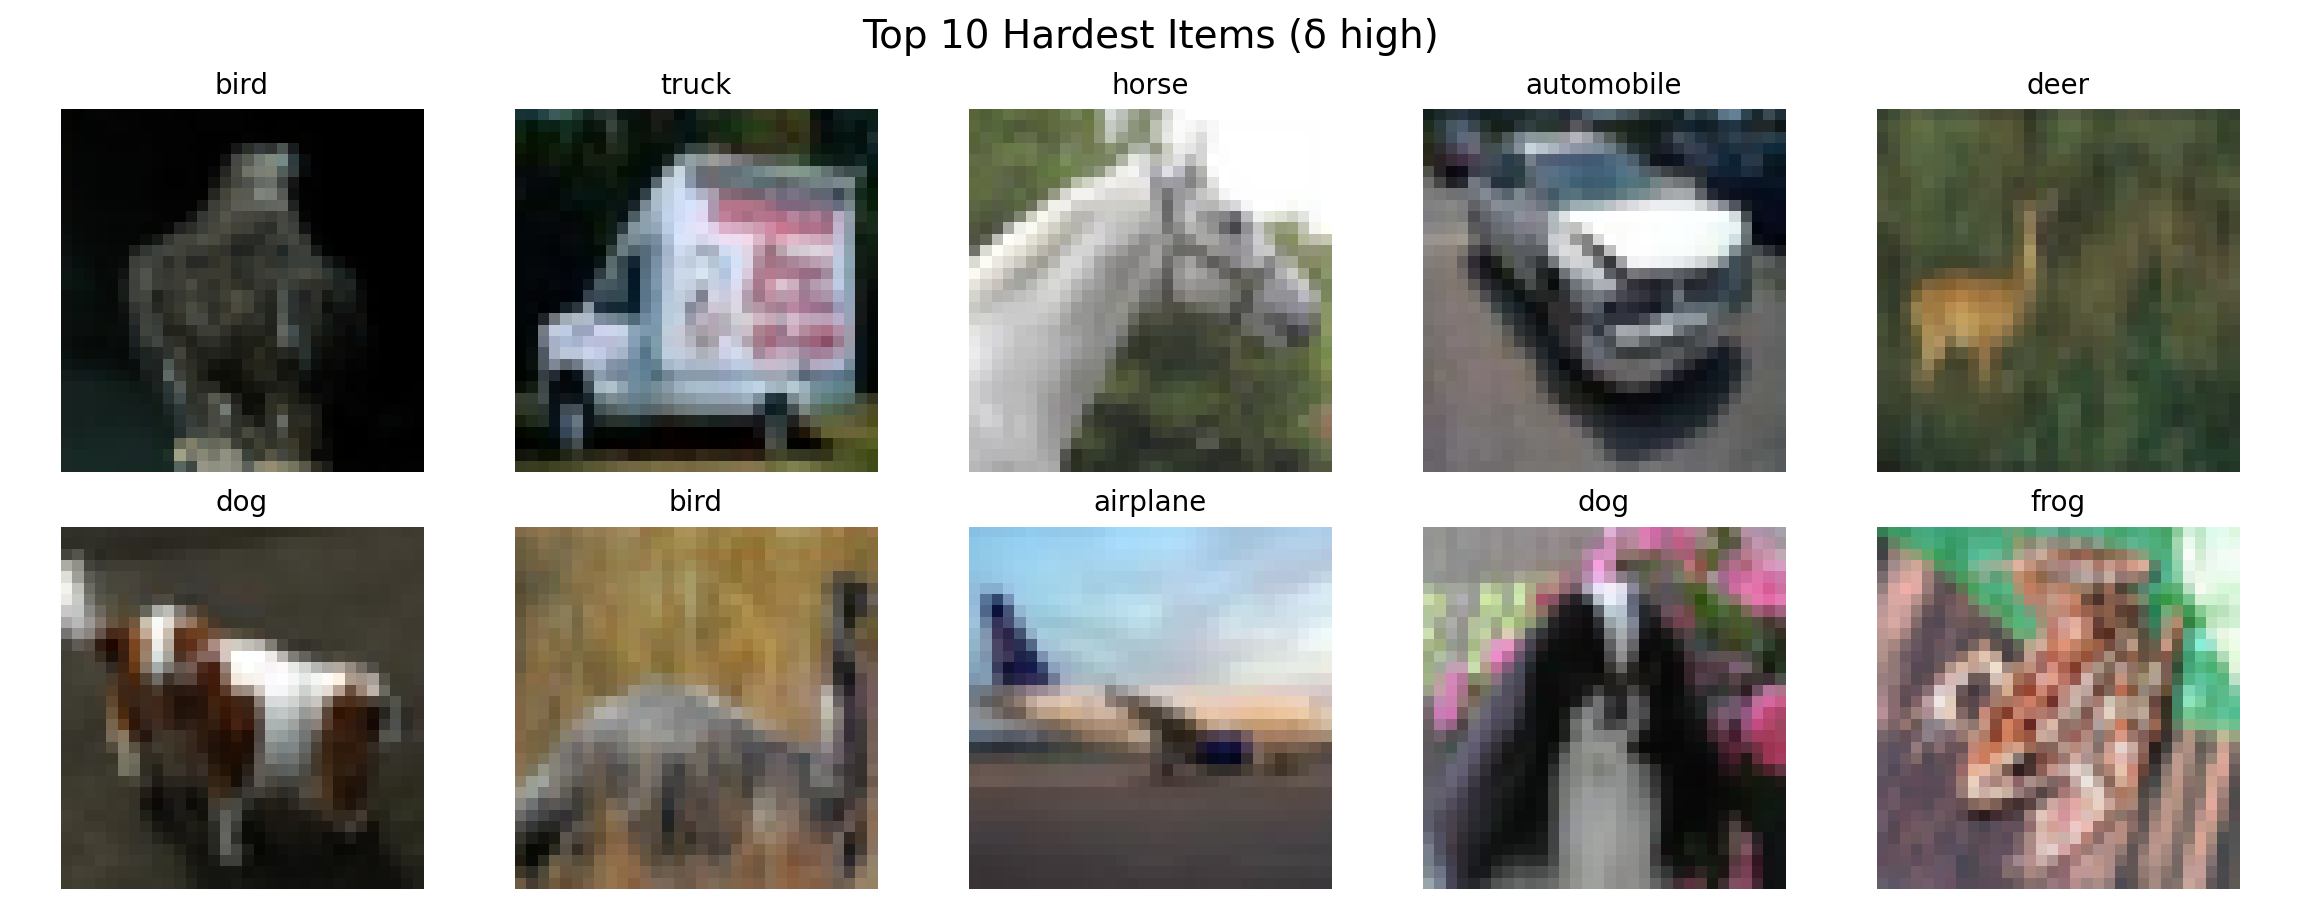 Top 10 Hardest Items (δ high)
bird
truck
horse
automobile
deer
dog
bird
airplane
dog
frog